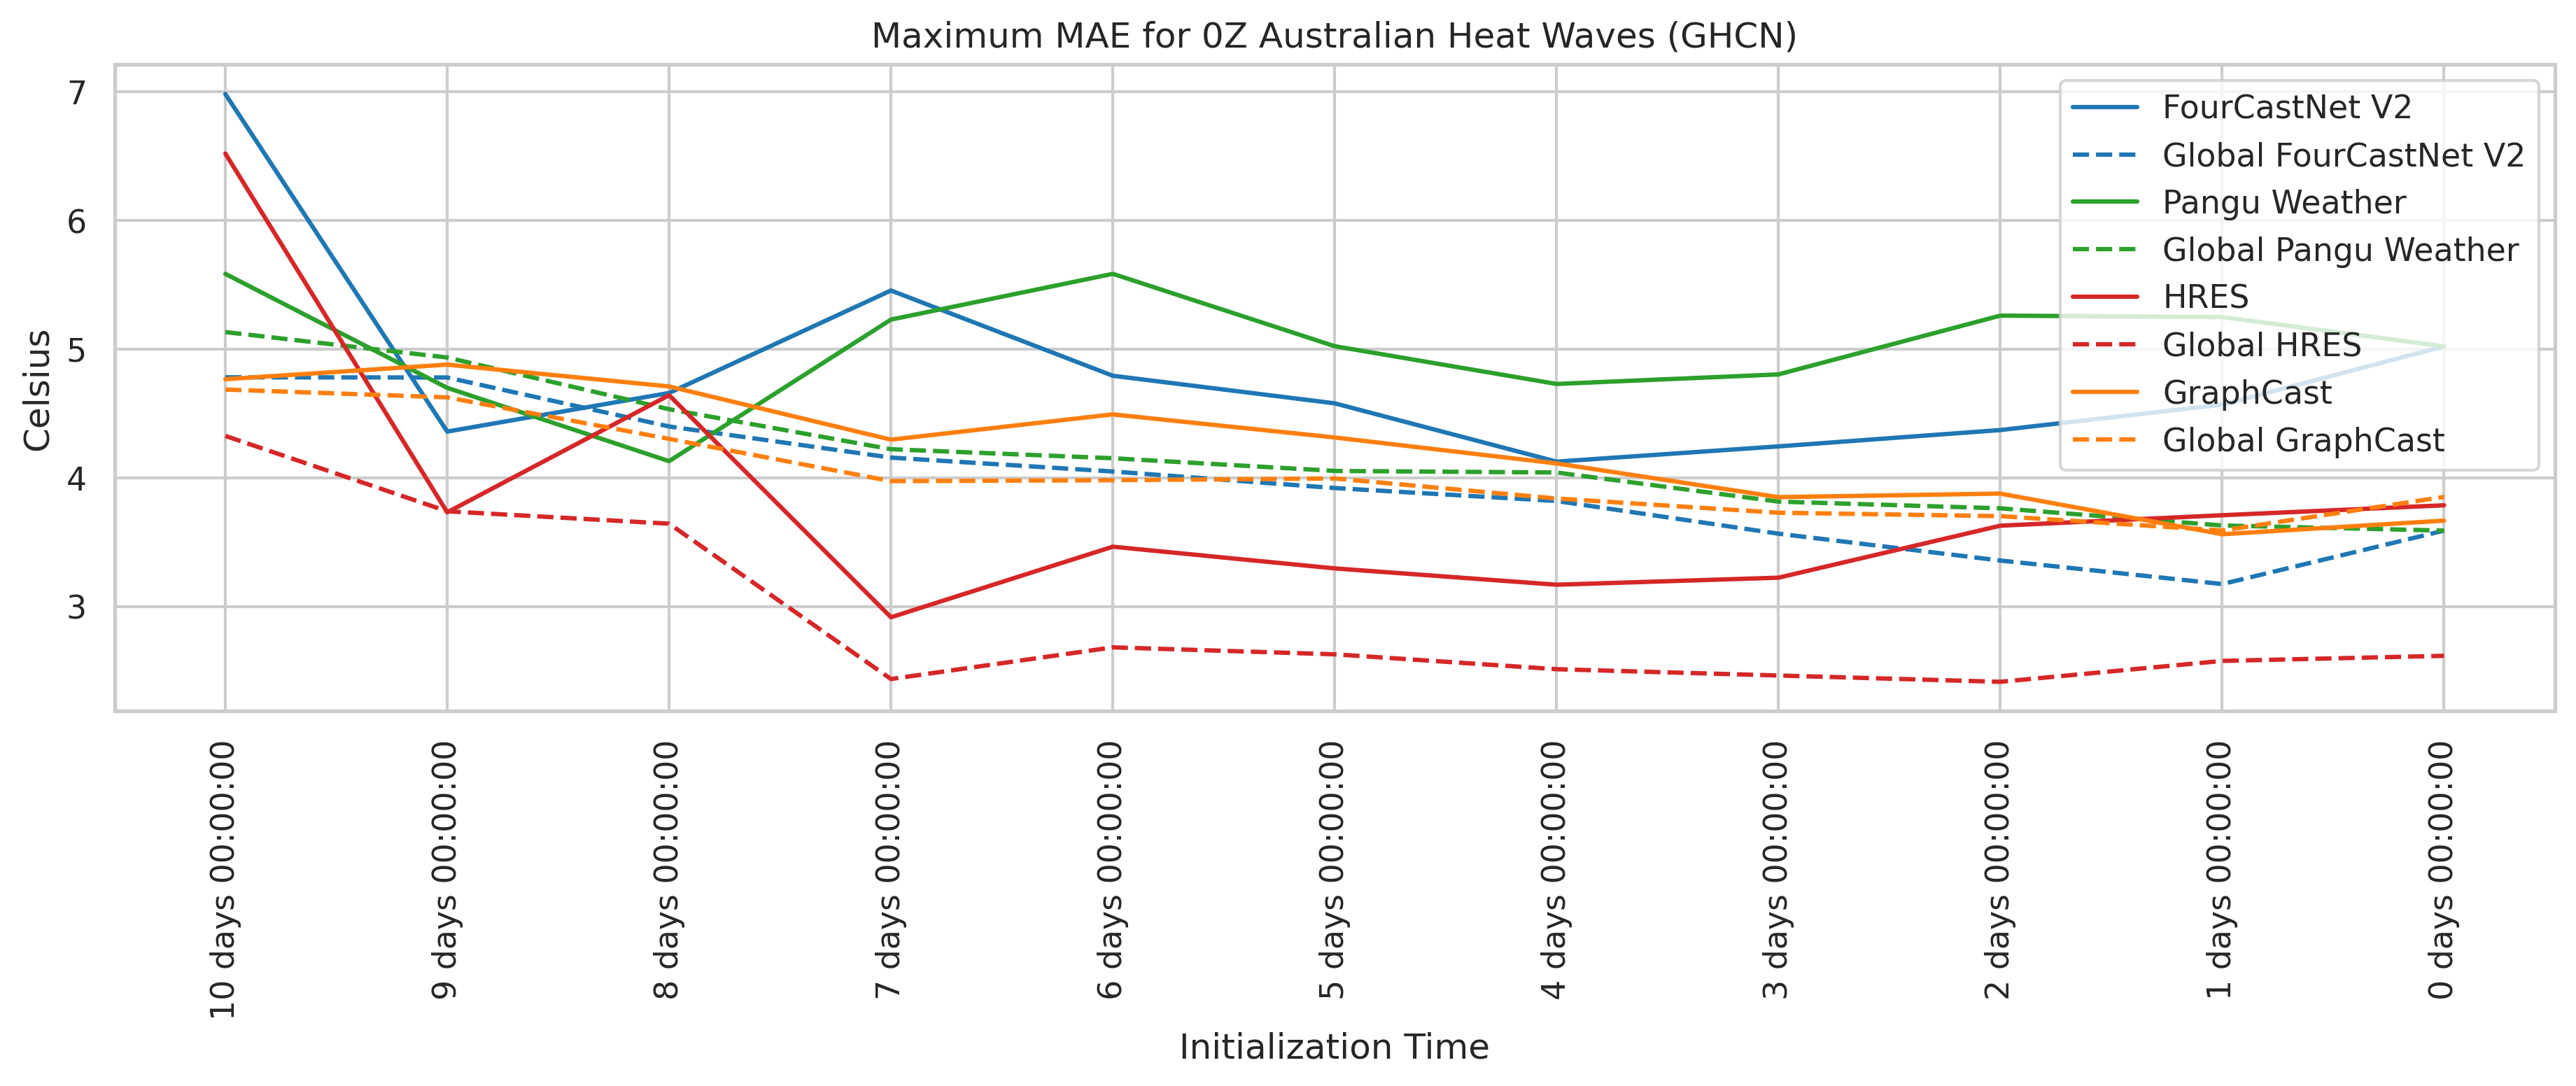 Maximum MAE for 0Z Australian Heat Waves (GHCN)
7
6
5
4
3
Celsius
FourCastNet V2
Global FourCastNet V2
Pangu Weather
Global Pangu Weather
HRES
Global HRES
GraphCast
Global GraphCast
10 days 00:00:00
9 days 00:00:00
8 days 00:00:00
7 days 00:00:00
6 days 00:00:00
5 days 00:00:00
4 days 00:00:00
3 days 00:00:00
2 days 00:00:00
1 days 00:00:00
0 days 00:00:00
Initialization Time